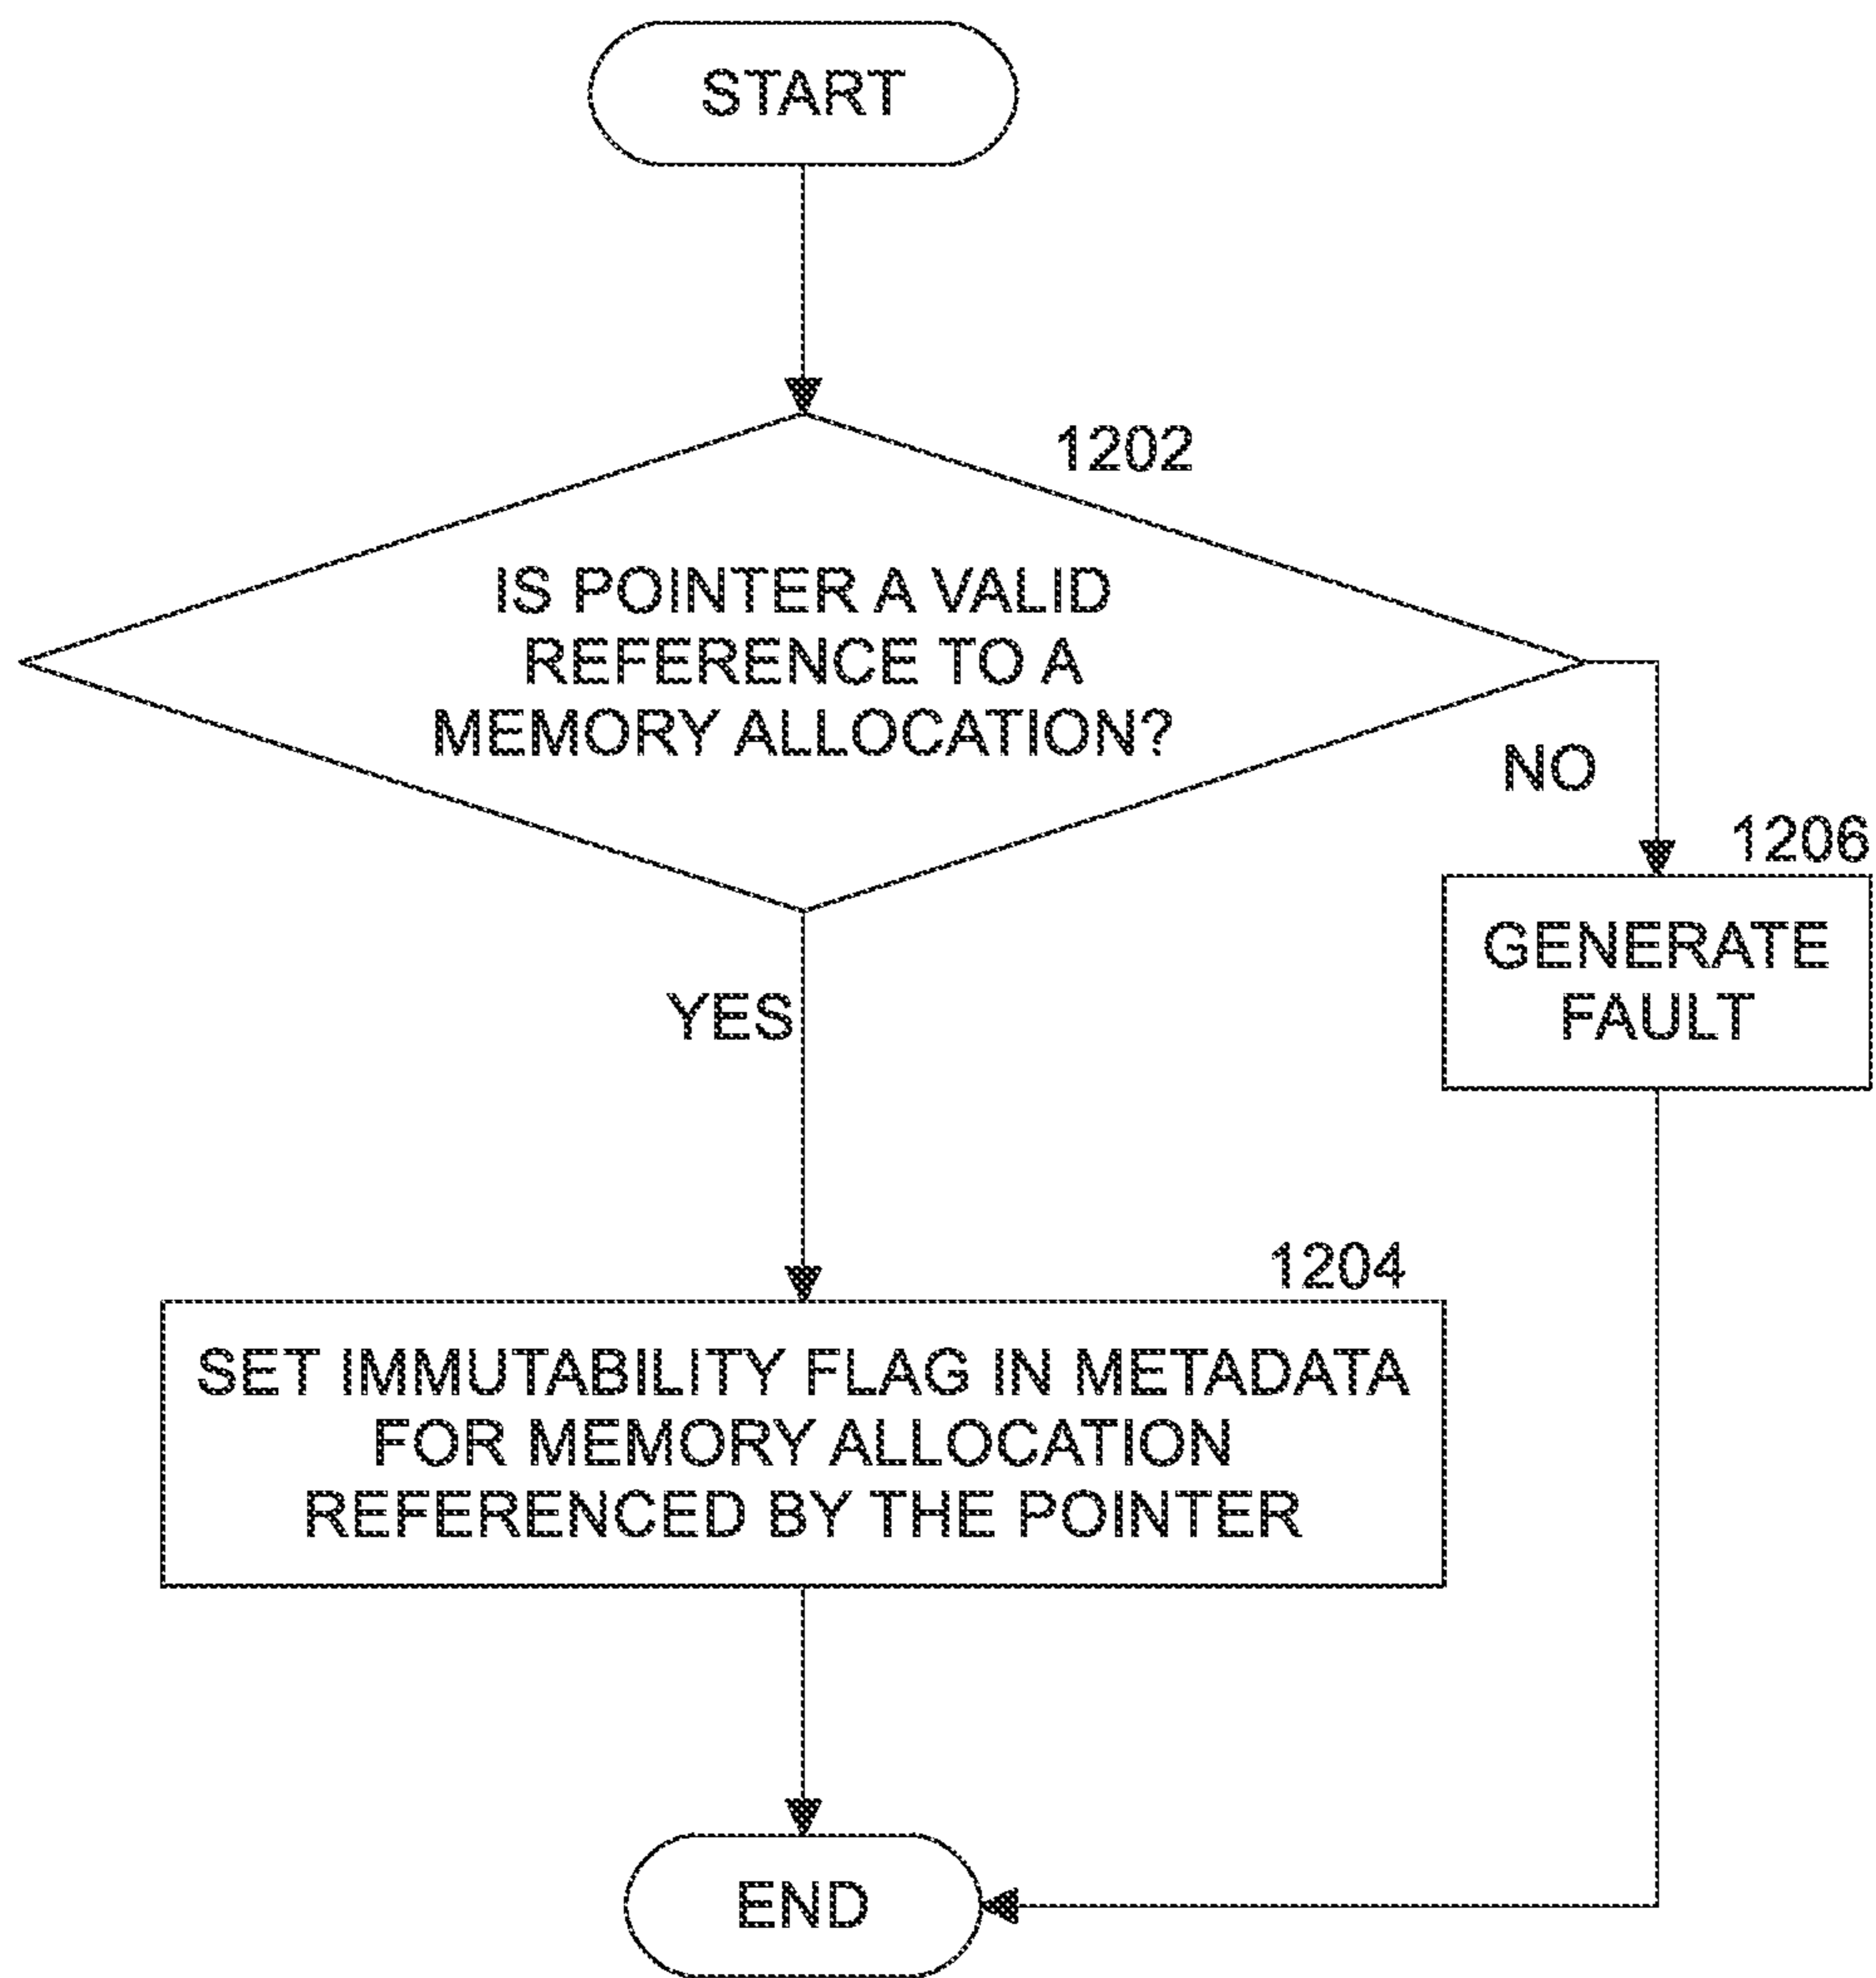 START
1202
IS POINTER A VALID
REFERENCE TO A
MEMORY ALLOCATION?
NO
1206
GENERATE
FAULT
YES
1204
SET IMMUTABILITY FLAG IN METADATA
FOR MEMORY ALLOCATION
REFERENCED BY THE POINTER
END